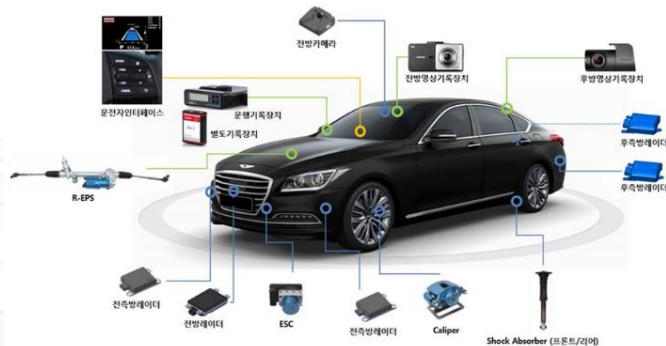 전방카메라
전방영상기록장치
후방영상기록장치
운전자인터페이스
운행기록장치
별도기록장치
후측방레이더
후측방레이더
R-EPS
전측방레이더
전방레이더
ESC
전측방레이더
Caliper
Shock Absorber (프론트/리어)